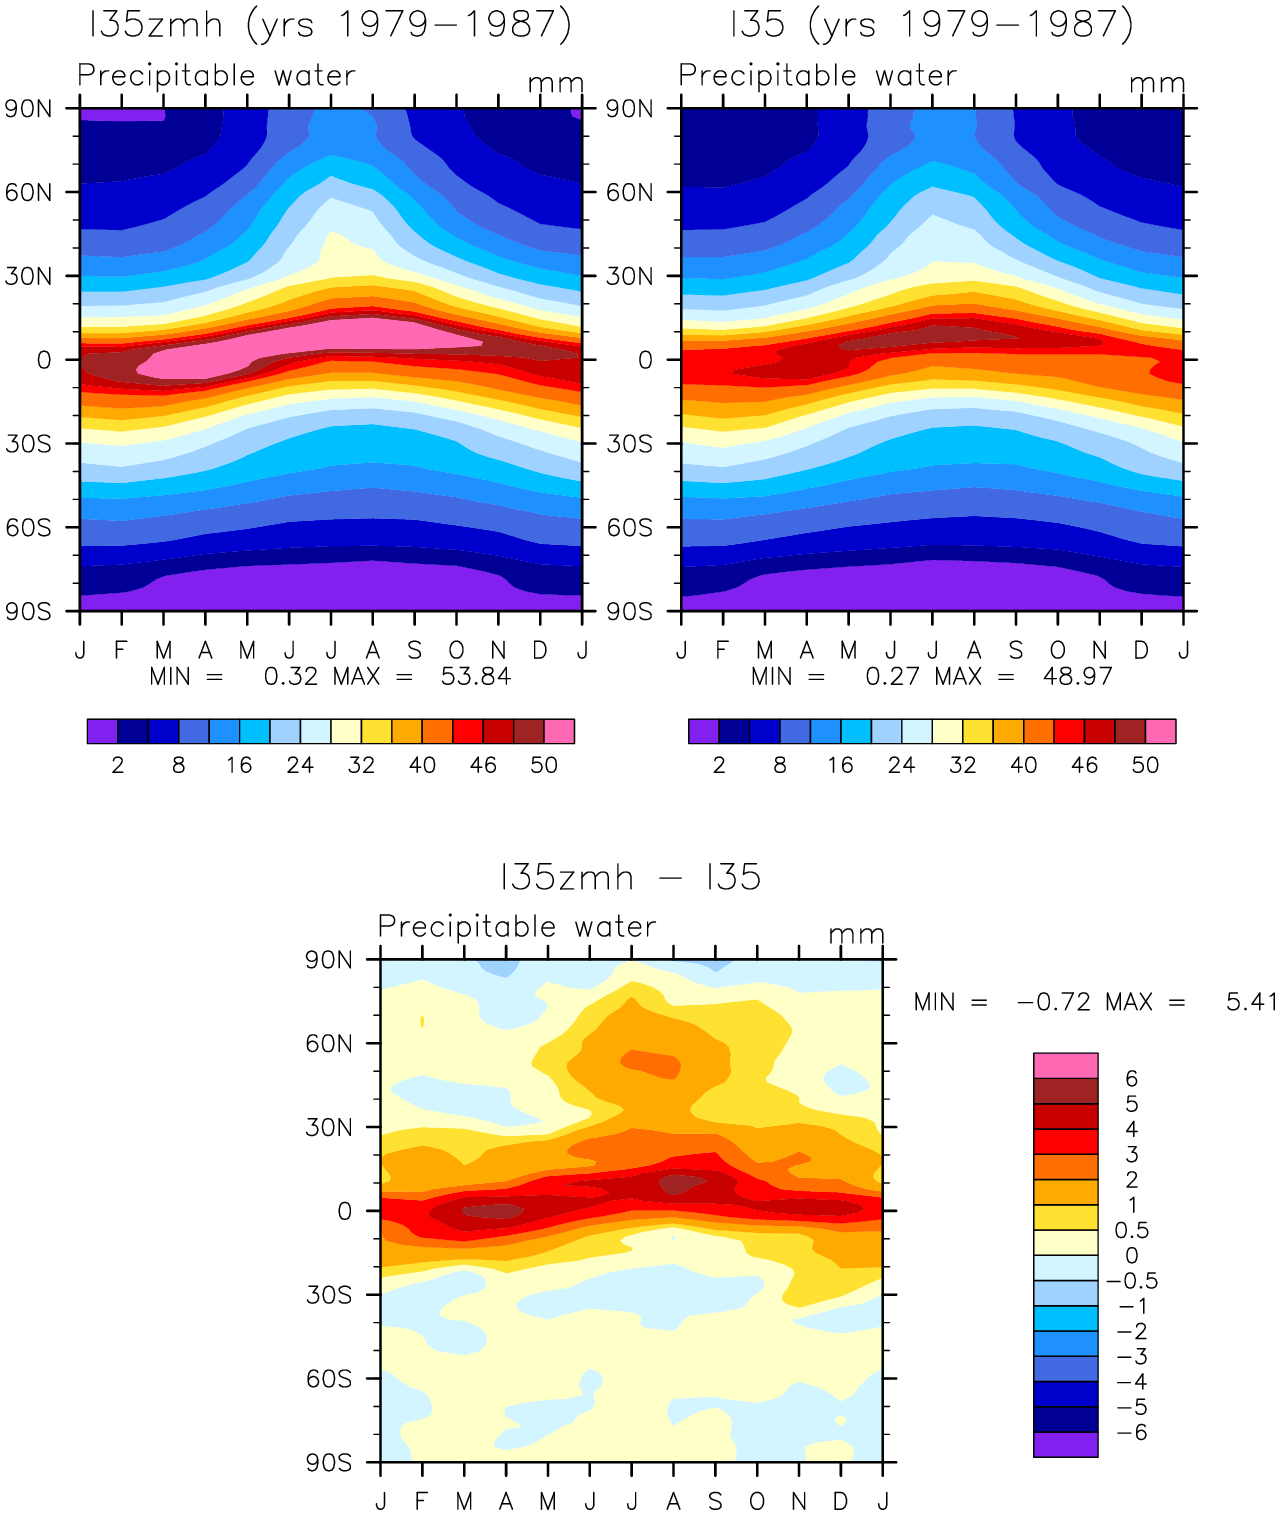 I35zmh (yrs 1979−1987)
Precipitable water mm
90N
60N
30N
0
30S
60S
90S
J F M A M J J A S O N D J
MIN = 0.32 MAX = 53.84
2 8 16 24 32 40 46 50
I35 (yrs 1979−1987)
Precipitable water mm
90N
60N
30N
0
30S
60S
90S
J F M A M J J A S O N D J
MIN = 0.27 MAX = 48.97
2 8 16 24 32 40 46 50
I35zmh − I35
Precipitable water mm
90N
60N
30N
0
30S
60S
90S
J F M A M J J A S O N D J
MIN = −0.72 MAX = 5.41
6
5
4
3
2
1
0.5
0
−0.5
−1
−2
−3
−4
−5
−6